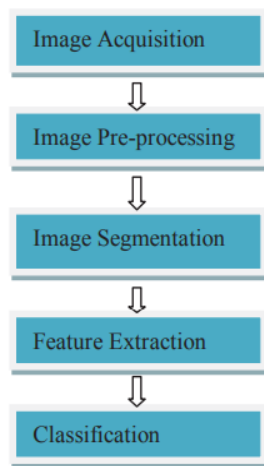 Image Acquisition
Image Pre-processing
Image Segmentation
Feature Extraction
Classification